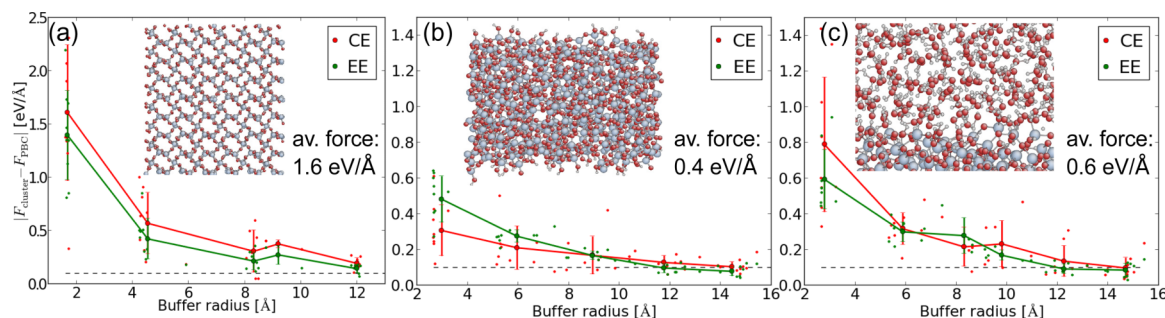 (a)
CE
EE
av. force:
1.6 eV/Å
|F_cluster − F_PBC| [eV/Å]
2.5
2.0
1.5
1.0
0.5
0.0
2 4 6 8 10 12
Buffer radius [Å]
(b)
CE
EE
av. force:
0.4 eV/Å
1.4
1.2
1.0
0.8
0.6
0.4
0.2
0.0
2 4 6 8 10 12 14 16
Buffer radius [Å]
(c)
CE
EE
av. force:
0.6 eV/Å
1.4
1.2
1.0
0.8
0.6
0.4
0.2
0.0
2 4 6 8 10 12 14 16
Buffer radius [Å]